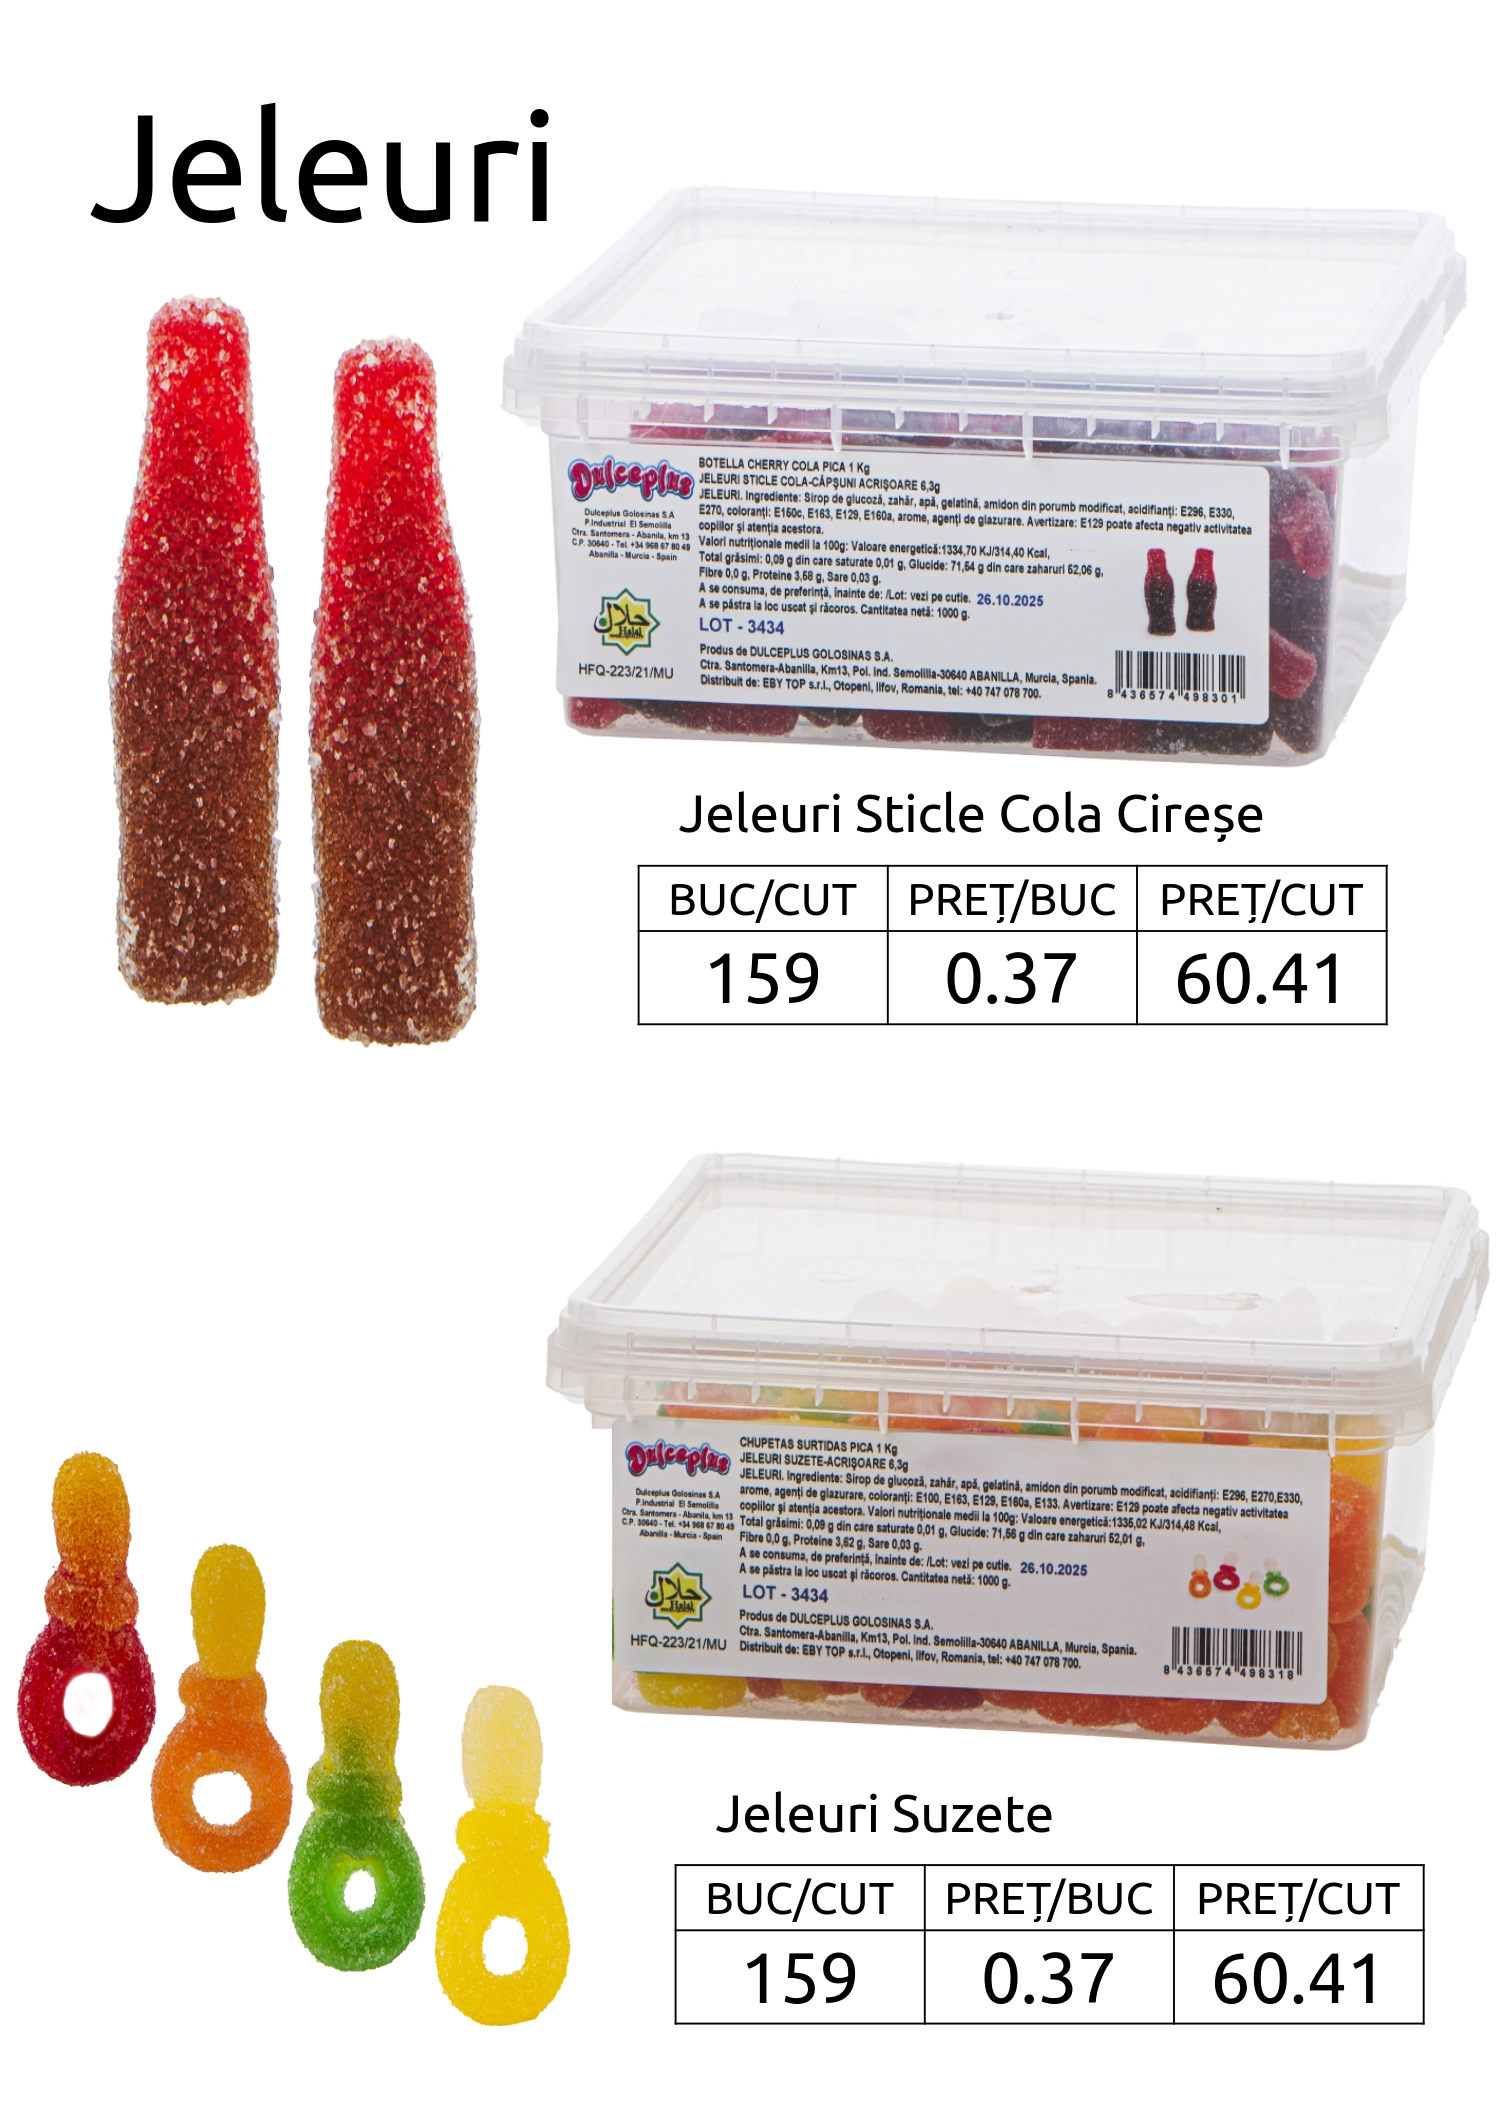 Jeleuri
Dulceplus
Dulceplus Golosinas S.A
P.Industrial El Semolilla
Ctra. Santomera - Abanila, km 13
C.P. 30640 - Tel. +34 968 67 80 49
Abanilla - Murcia - Spain
حلال
Halal
HFQ-223/21/MU
BOTELLA CHERRY COLA PICA 1 Kg
JELEURI STICLE COLA-CĂPȘUNI ACRIȘOARE 6,3g
JELEURI. Ingrediente: Sirop de glucoză, zahăr, apă, gelatină, amidon din porumb modificat, acidifianți: E296, E330,
E270, coloranți: E160c, E163, E129, E160a, arome, agenți de glazurare. Avertizare: E129 poate afecta negativ activitatea
copiilor și atenția acestora.
Valori nutriționale medii la 100g: Valoare energetică:1334,70 KJ/314,40 Kcal,
Total grăsimi: 0,09 g din care saturate 0,01 g, Glucide: 71,54 g din care zaharuri 52,06 g,
Fibre 0,0 g, Proteine 3,58 g, Sare 0,03 g.
A se consuma, de preferință, înainte de: /Lot: vezi pe cutie. 26.10.2025
A se păstra la loc uscat și răcoros. Cantitatea netă: 1000 g.
LOT - 3434
Produs de DULCEPLUS GOLOSINAS S.A.
Ctra. Santomera-Abanilla, Km13, Pol. Ind. Semolilla-30640 ABANILLA, Murcia, Spania.
Distribuit de: EBY TOP s.r.l., Otopeni, Ilfov, Romania, tel: +40 747 078 700.
8 436574 498301
Jeleuri Sticle Cola Cireșe
BUC/CUT PREȚ/BUC PREȚ/CUT
159 0.37 60.41
Dulceplus
Dulceplus Golosinas S.A
P.Industrial El Semolilla
Ctra. Santomera - Abanila, km 13
C.P. 30640 - Tel. +34 968 67 80 49
Abanilla - Murcia - Spain
حلال
Halal
HFQ-223/21/MU
CHUPETAS SURTIDAS PICA 1 Kg
JELEURI SUZETE-ACRIȘOARE 6,3g
JELEURI. Ingrediente: Sirop de glucoză, zahăr, apă, gelatină, amidon din porumb modificat, acidifianți: E296, E270,E330,
arome, agenți de glazurare, coloranți: E100, E163, E129, E160a, E133. Avertizare: E129 poate afecta negativ activitatea
copiilor și atenția acestora. Valori nutriționale medii la 100g: Valoare energetică:1335,02 KJ/314,48 Kcal,
Total grăsimi: 0,09 g din care saturate 0,01 g, Glucide: 71,56 g din care zaharuri 52,01 g,
Fibre 0,0 g, Proteine 3,62 g, Sare 0,03 g.
A se consuma, de preferință, înainte de: /Lot: vezi pe cutie. 26.10.2025
A se păstra la loc uscat și răcoros. Cantitatea netă: 1000 g.
LOT - 3434
Produs de DULCEPLUS GOLOSINAS S.A.
Ctra. Santomera-Abanilla, Km13, Pol. Ind. Semolilla-30640 ABANILLA, Murcia, Spania.
Distribuit de: EBY TOP s.r.l., Otopeni, Ilfov, Romania, tel: +40 747 078 700.
8 436574 498318
Jeleuri Suzete
BUC/CUT PREȚ/BUC PREȚ/CUT
159 0.37 60.41